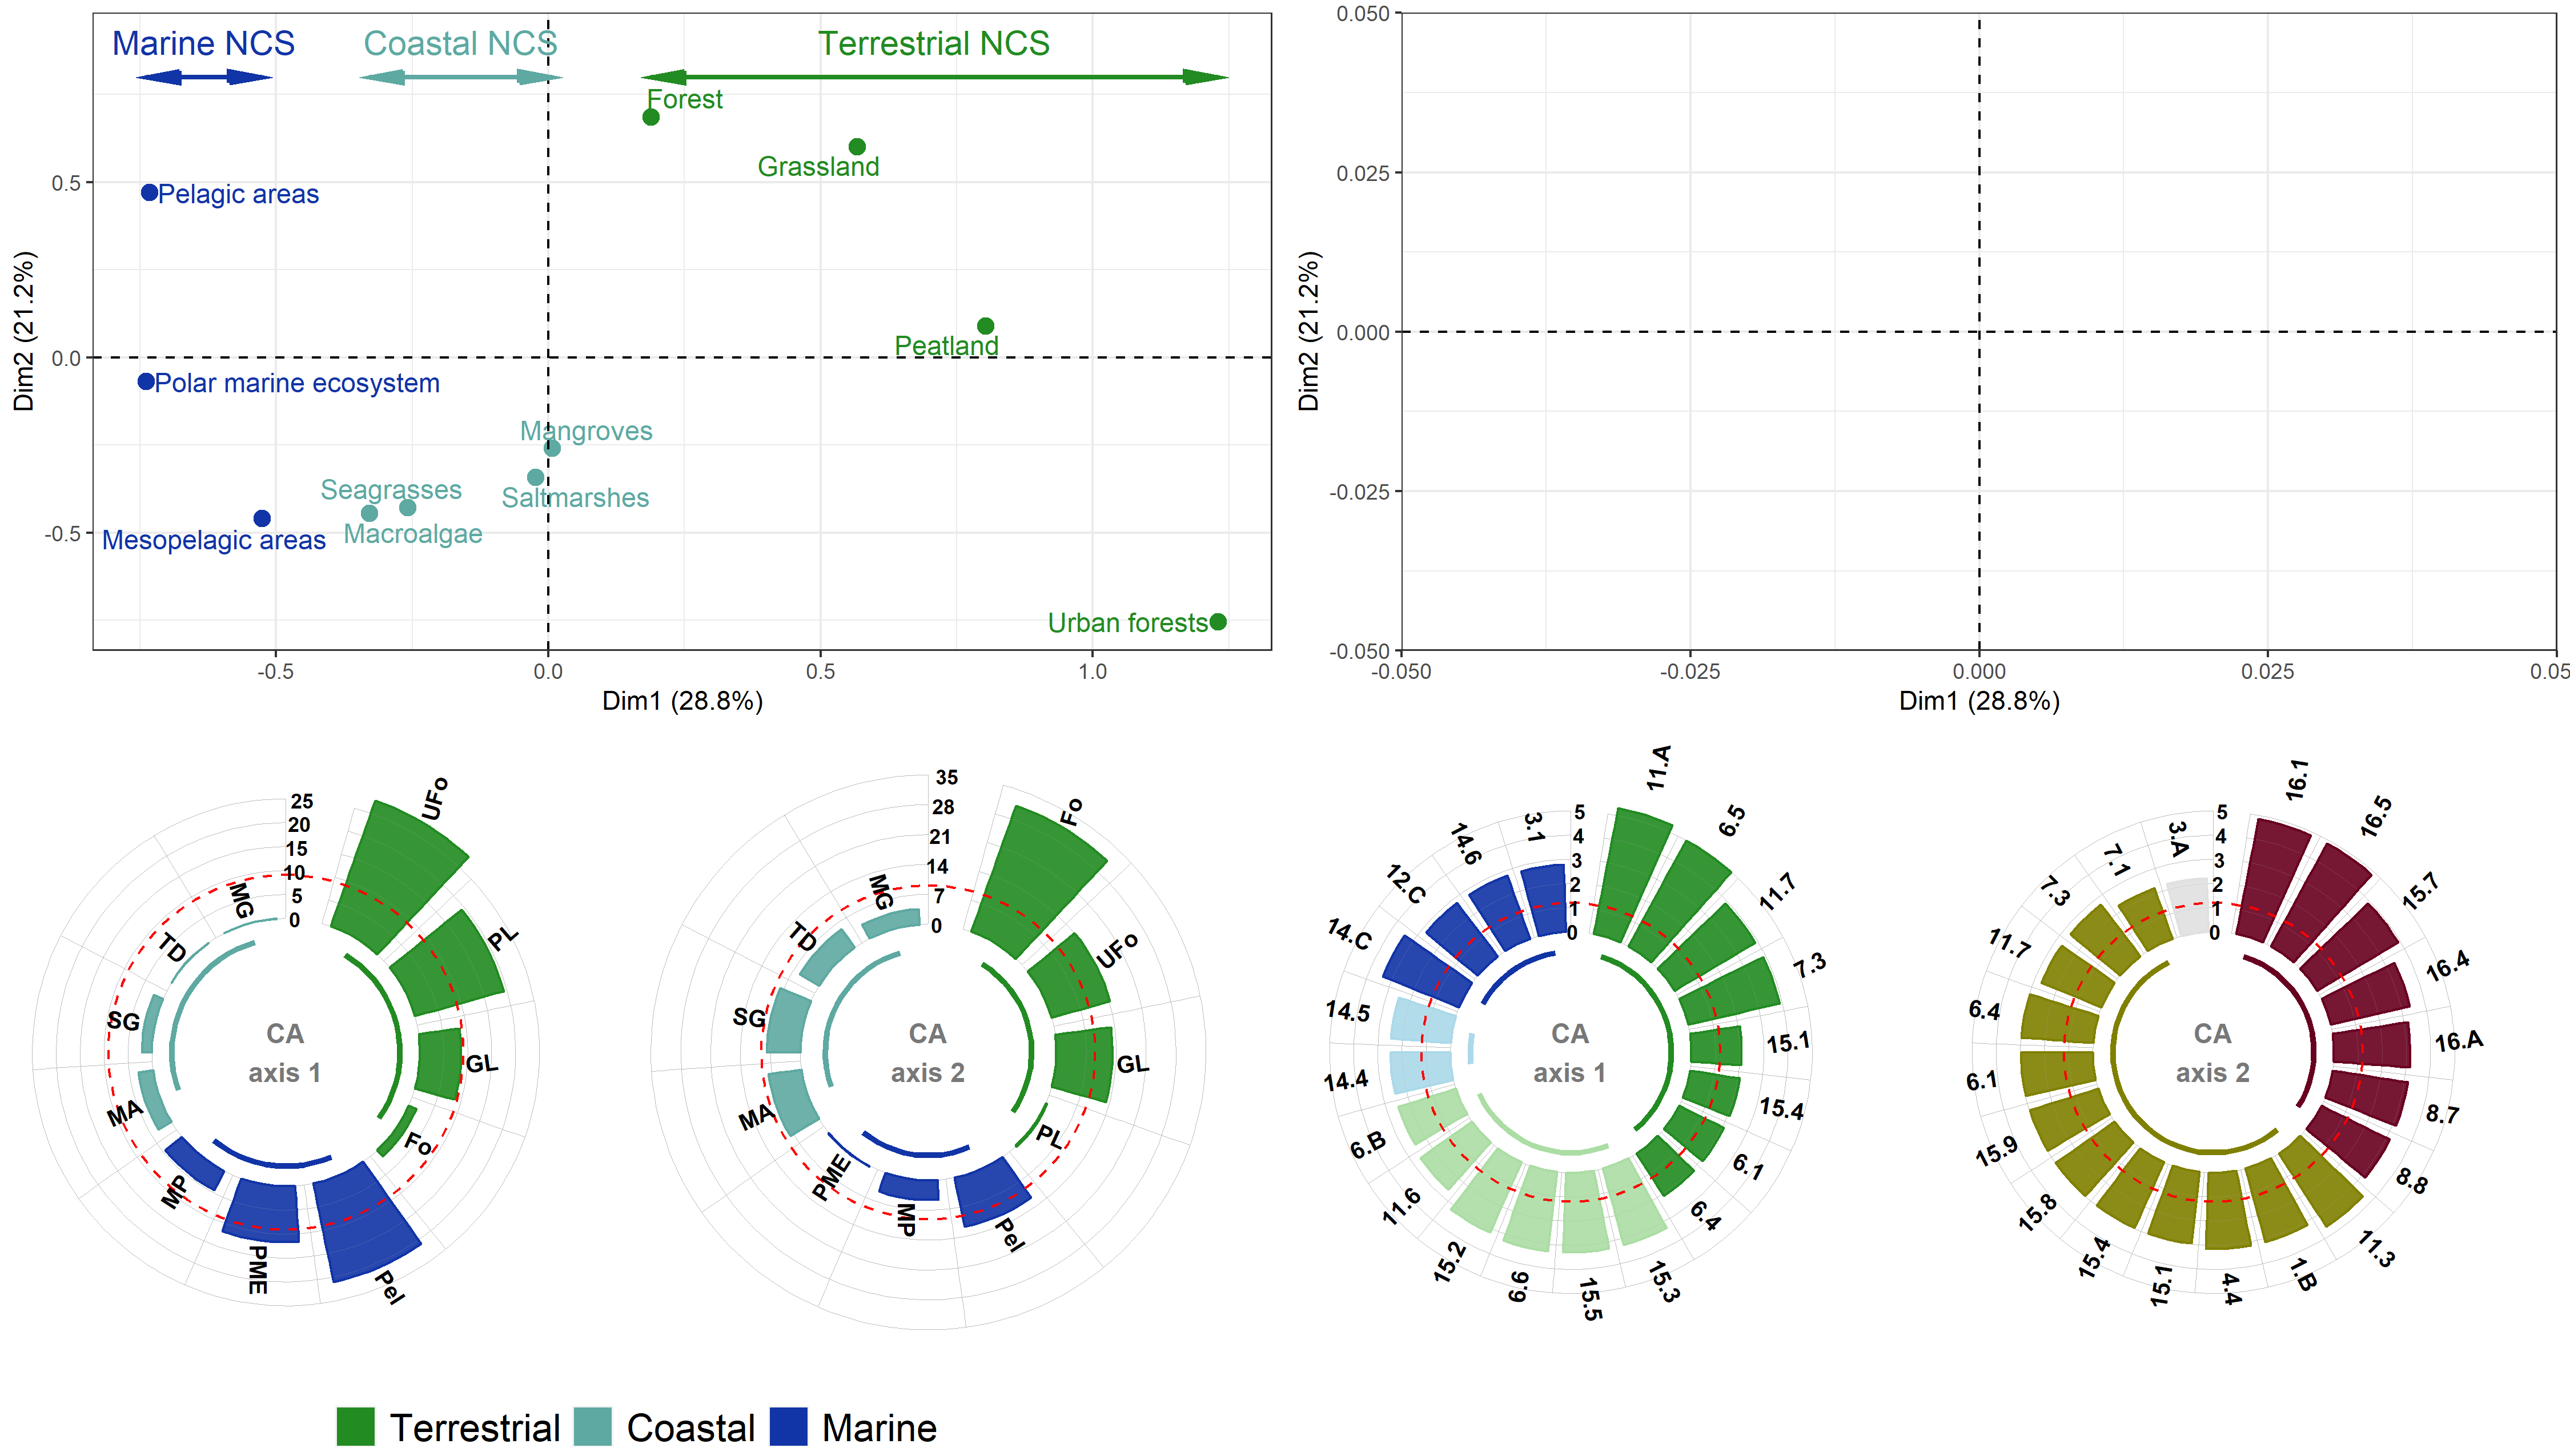 Marine NCS
Coastal NCS
Terrestrial NCS
Forest
Grassland
Pelagic areas
Peatland
Polar marine ecosystem
Mangroves
Seagrasses
Saltmarshes
Macroalgae
Mesopelagic areas
Urban forests
0.5
0.0
-0.5
Dim2 (21.2%)
-0.5
0.0
0.5
1.0
Dim1 (28.8%)
0.050
0.025
0.000
-0.025
-0.050
Dim2 (21.2%)
-0.050
-0.025
0.000
0.025
0.05
Dim1 (28.8%)
25
20
15
10
5
0
UFo
PL
GL
Fo
Pel
PME
MP
MA
SG
TD
MG
CA
axis 1
35
28
21
14
7
0
Fo
UFo
GL
PL
Pel
MP
PME
MA
SG
TD
MG
CA
axis 2
5
4
3
2
1
0
11.A
6.5
11.7
7.3
15.1
15.4
6.1
6.4
15.3
15.5
6.6
15.2
11.6
6.B
14.4
14.5
14.C
12.C
14.6
3.1
CA
axis 1
5
4
3
2
1
0
16.1
16.5
15.7
16.4
16.A
8.7
8.8
11.3
1.B
4.4
15.1
15.4
15.8
15.9
6.1
6.4
11.7
7.3
7.1
3.A
CA
axis 2
Terrestrial
Coastal
Marine